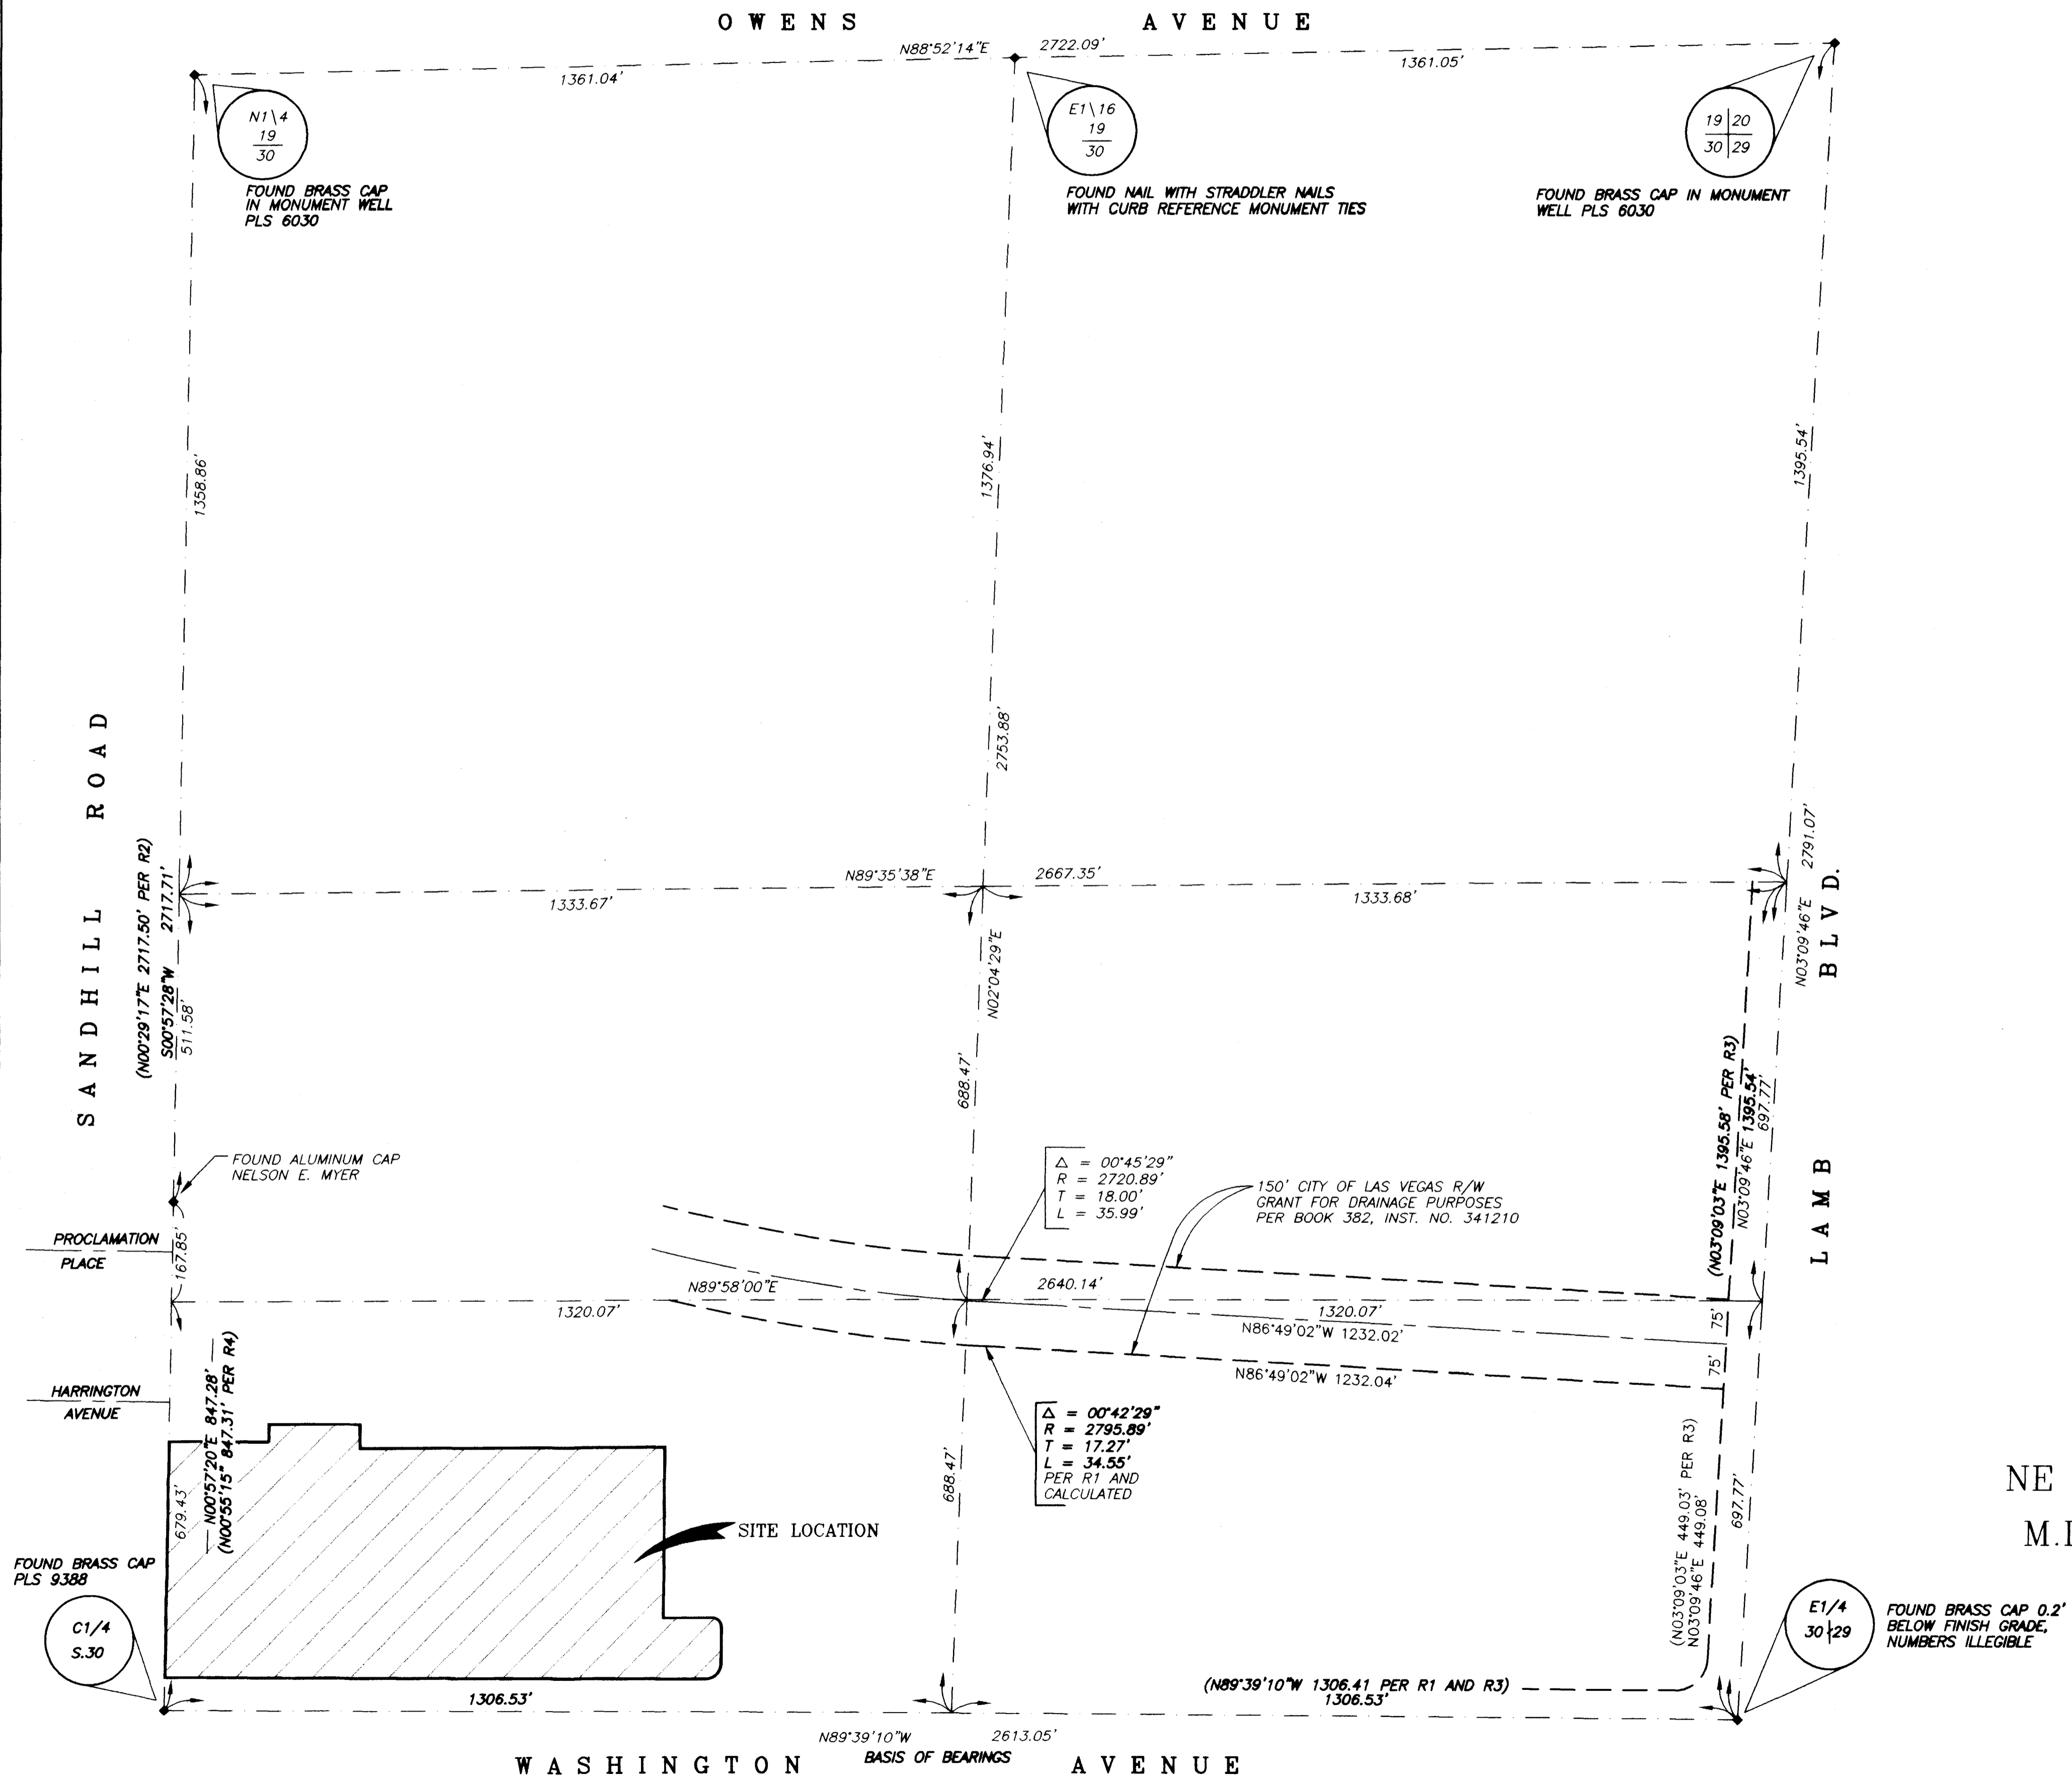 OWENS AVENUE
N88°52'14"E 2722.09'
1361.04'
1361.05'
N1\4
19
30
FOUND BRASS CAP
IN MONUMENT WELL
PLS 6030
E1\16
19
30
FOUND NAIL WITH STRADDLER NAILS
WITH CURB REFERENCE MONUMENT TIES
19 20
30 29
FOUND BRASS CAP IN MONUMENT
WELL PLS 6030
1358.86'
1376.94'
1395.54'
2753.88'
SANDHILL ROAD
(N00°29'17"E 2717.50' PER R2)
S00°57'28"W 2717.71'
511.58'
N89°35'38"E 2667.35'
1333.67'
1333.68'
N02°04'29"E
688.47'
N03°09'46"E 2791.07'
LAMB BLVD.
(N03°09'03"E 1395.58' PER R3)
N03°09'46"E 1395.54'
697.77'
FOUND ALUMINUM CAP
NELSON E. MYER
Δ = 00°45'29"
R = 2720.89'
T = 18.00'
L = 35.99'
150' CITY OF LAS VEGAS R/W
GRANT FOR DRAINAGE PURPOSES
PER BOOK 382, INST. NO. 341210
PROCLAMATION
PLACE
167.85'
N89°58'00"E 2640.14'
1320.07'
1320.07'
N86°49'02"W 1232.02'
75'
75'
N86°49'02"W 1232.04'
HARRINGTON
AVENUE
N00°57'20"E 847.28'
(N00°55'15" 847.31' PER R4)
679.43'
Δ = 00°42'29"
R = 2795.89'
T = 17.27'
L = 34.55'
PER R1 AND
CALCULATED
688.47'
(N03°09'03"E 449.03' PER R3)
N03°09'46"E 449.08'
697.77'
NE
M.
SITE LOCATION
FOUND BRASS CAP
PLS 9388
C1/4
S.30
E1/4
30 29
FOUND BRASS CAP 0.2'
BELOW FINISH GRADE,
NUMBERS ILLEGIBLE
1306.53'
(N89°39'10"W 1306.41 PER R1 AND R3)
1306.53'
N89°39'10"W 2613.05'
BASIS OF BEARINGS
WASHINGTON AVENUE